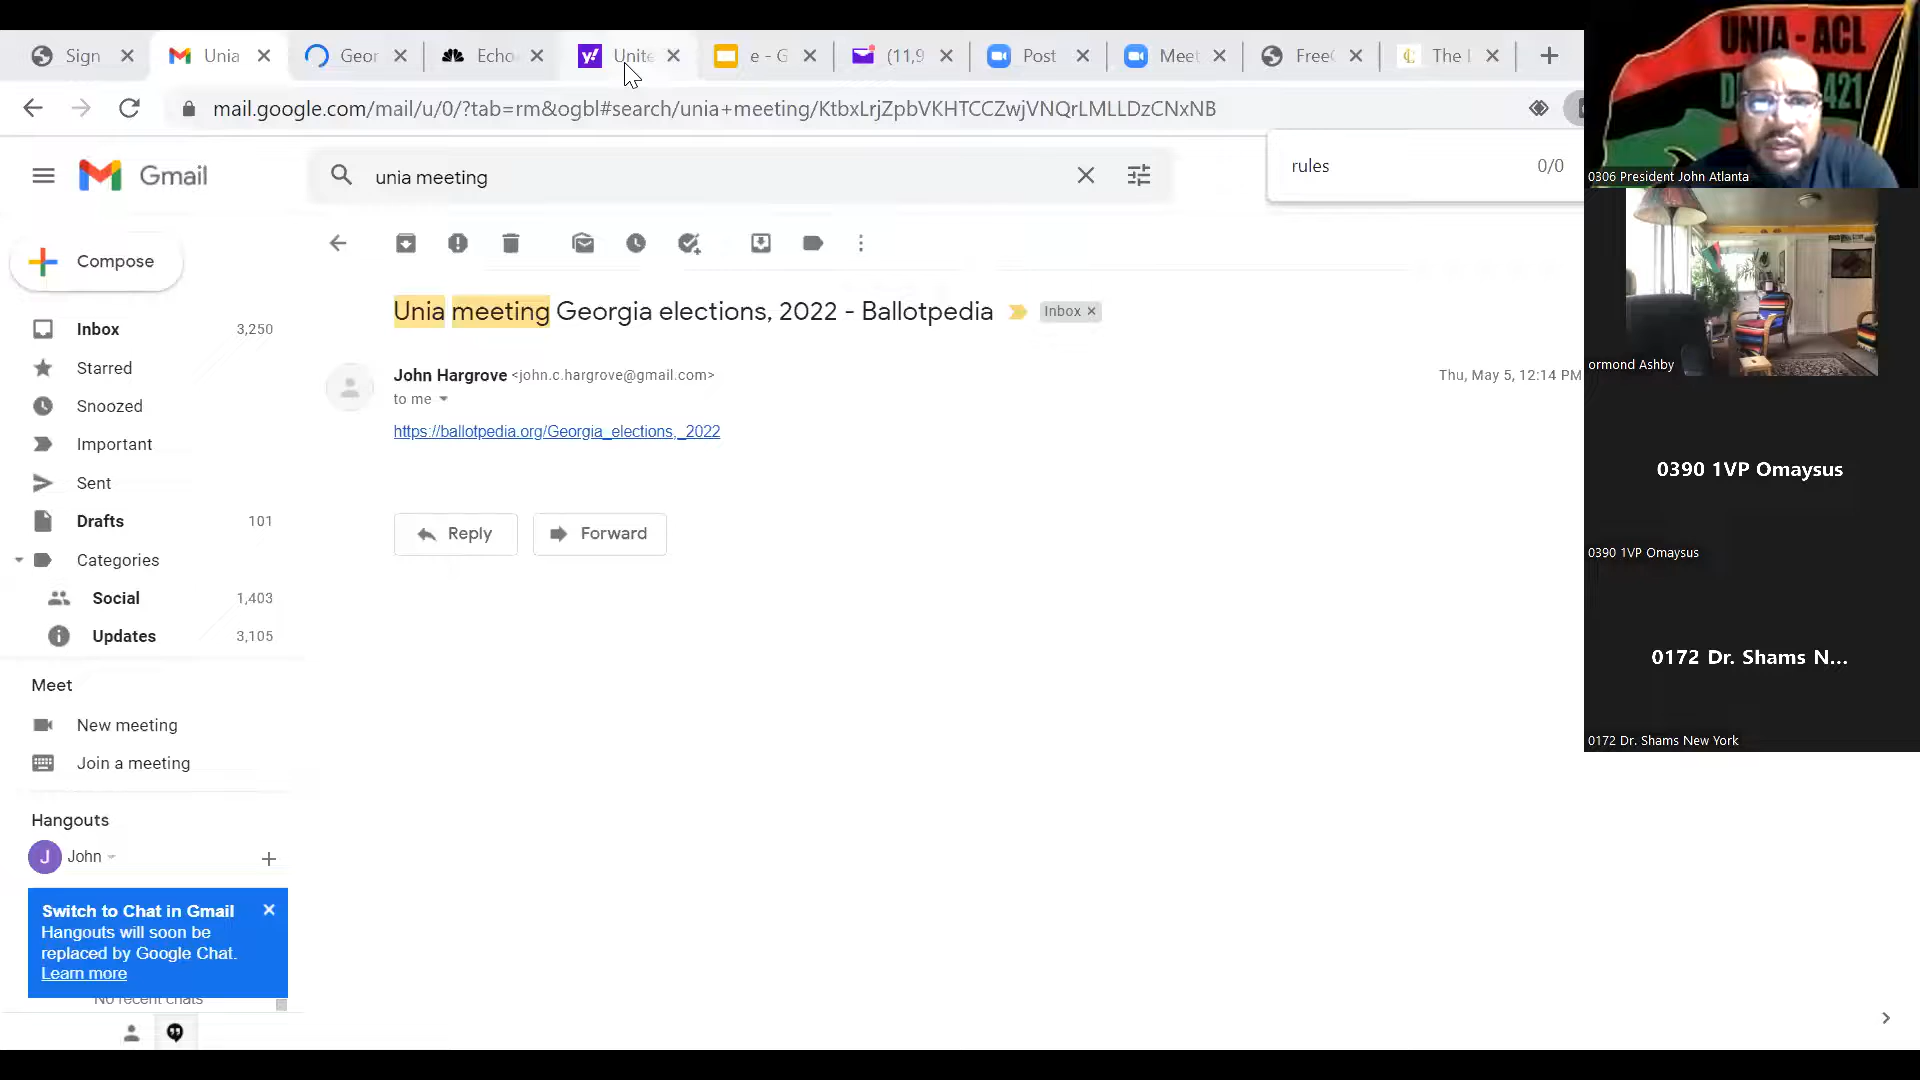 Sign
Unia
Geor
Echo
Unite
e - G
(11,9
Post
Meet
Free
The
mail.google.com/mail/u/0/?tab=rm&ogbl#search/unia+meeting/KtbxLrjZpbVKHTCCZwjVNQrLMLLDzCNxNB
Gmail
unia meeting
rules 0/0
Compose
Unia meeting Georgia elections, 2022 - Ballotpedia
Inbox ×
John Hargrove <john.c.hargrove@gmail.com>
Thu, May 5, 12:14 PM
to me
https://ballotpedia.org/Georgia_elections,_2022
Reply
Forward
Inbox 3,250
Starred
Snoozed
Important
Sent
Drafts 101
Categories
Social 1,403
Updates 3,105
Meet
New meeting
Join a meeting
Hangouts
J John
Switch to Chat in Gmail
Hangouts will soon be
replaced by Google Chat.
Learn more
No recent chats
UNIA - ACL
421
0306 President John Atlanta
ormond Ashby
0390 1VP Omaysus
0390 1VP Omaysus
0172 Dr. Shams N...
0172 Dr. Shams New York